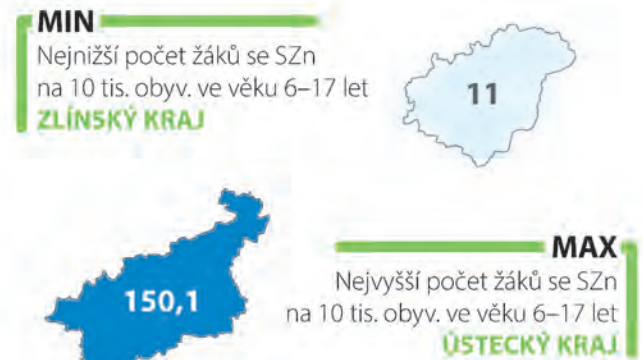 MIN
Nejnižší počet žáků se SZn
na 10 tis. obyv. ve věku 6–17 let
ZLÍNSKÝ KRAJ
11
150,1
MAX
Nejvyšší počet žáků se SZn
na 10 tis. obyv. ve věku 6–17 let
ÚSTECKÝ KRAJ